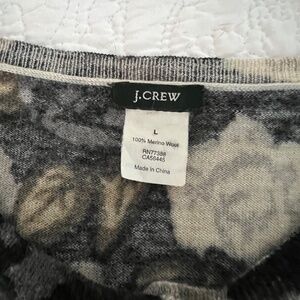 J.CREW
L
100% Merino Wool
RN77388
CA56445
Made in China